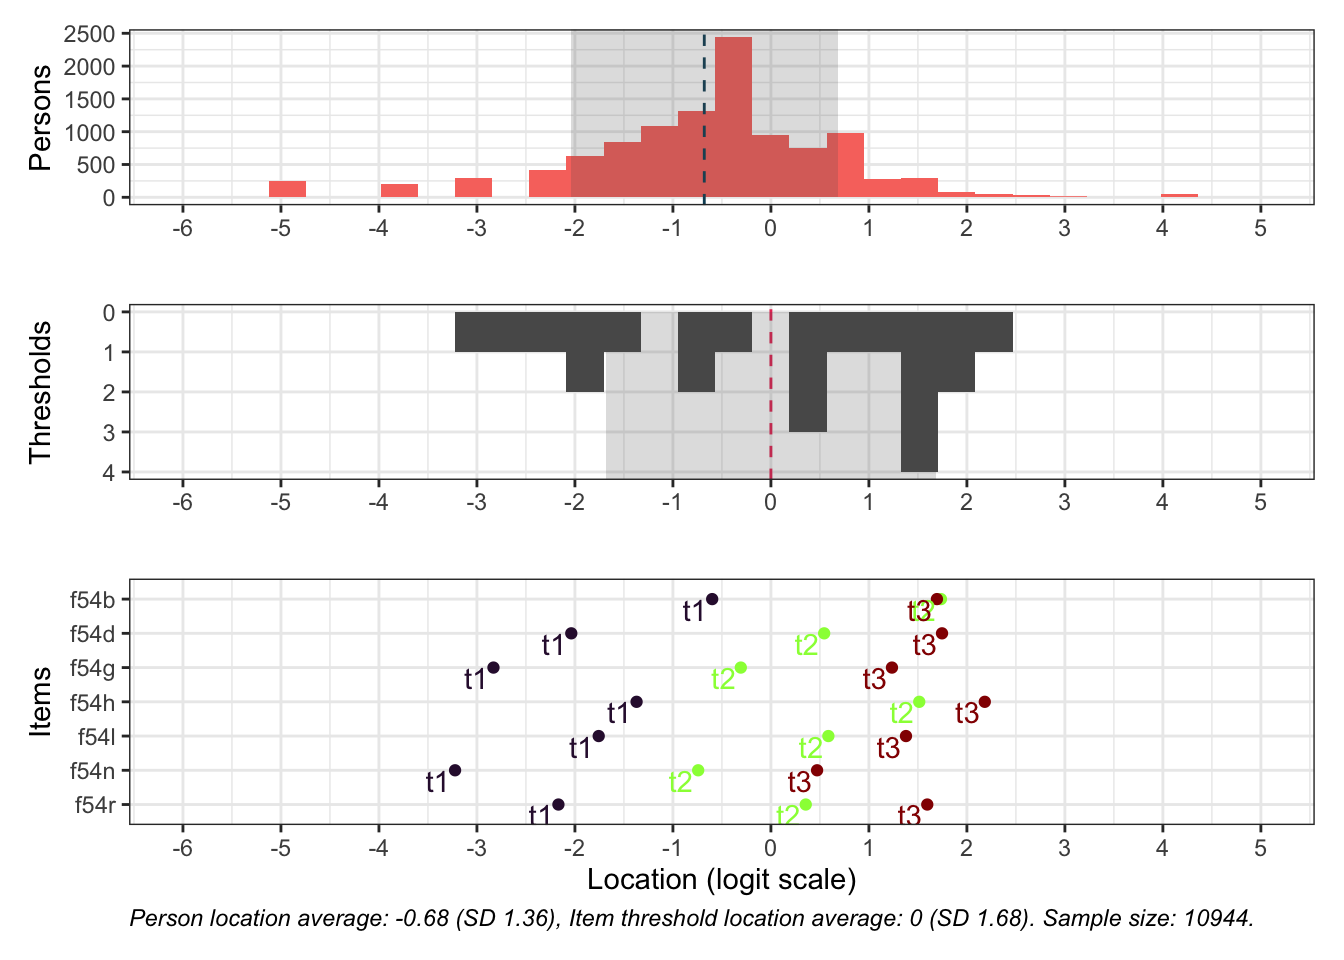 Persons
2500
2000
1500
1000
500
0
-6 -5 -4 -3 -2 -1 0 1 2 3 4 5
Thresholds
0
1
2
3
4
-6 -5 -4 -3 -2 -1 0 1 2 3 4 5
Items
f54b t1 t2 t3
f54d t1 t2 t3
f54g t1 t2 t3
f54h t1 t2 t3
f54l t1 t2 t3
f54n t1 t2 t3
f54r t1 t2 t3
-6 -5 -4 -3 -2 -1 0 1 2 3 4 5
Location (logit scale)
Person location average: -0.68 (SD 1.36), Item threshold location average: 0 (SD 1.68). Sample size: 10944.